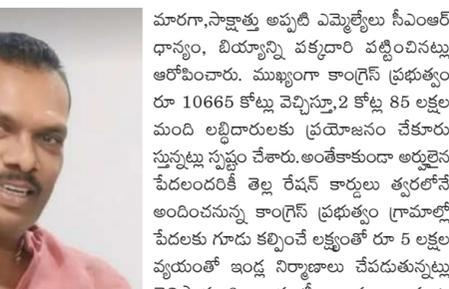 మారగా,సాక్షాత్తు అప్పటి ఎమ్మెల్యేలు సీఎంఆర్
ధాన్యం, బియ్యాన్ని పక్కదారి పట్టించినట్లు
ఆరోపించారు. ముఖ్యంగా కాంగ్రెస్ ప్రభుత్వం
రూ 10665 కోట్లు వెచ్చిస్తూ,2 కోట్ల 85 లక్షల
మంది లబ్ధిదారులకు ప్రయోజనం చేకూరు
స్తున్నట్లు స్పష్టం చేశారు.అంతేకాకుండా అర్హులైన
పేదలందరికీ తెల్ల రేషన్ కార్డులు త్వరలోనే
అందించనున్న కాంగ్రెస్ ప్రభుత్వం గ్రామాల్లో
పేదలకు గూడు కల్పించే లక్ష్యంతో రూ 5 లక్షల
వ్యయంతో ఇండ్ల నిర్మాణాలు చేపడుతున్నట్లు